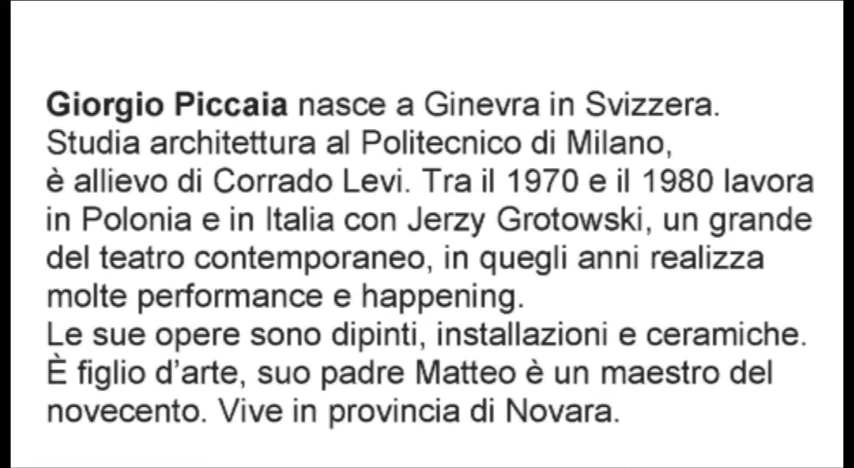 Giorgio Piccaia nasce a Ginevra in Svizzera.
Studia architettura al Politecnico di Milano,
è allievo di Corrado Levi. Tra il 1970 e il 1980 lavora
in Polonia e in Italia con Jerzy Grotowski, un grande
del teatro contemporaneo, in quegli anni realizza
molte performance e happening.
Le sue opere sono dipinti, installazioni e ceramiche.
È figlio d’arte, suo padre Matteo è un maestro del
novecento. Vive in provincia di Novara.